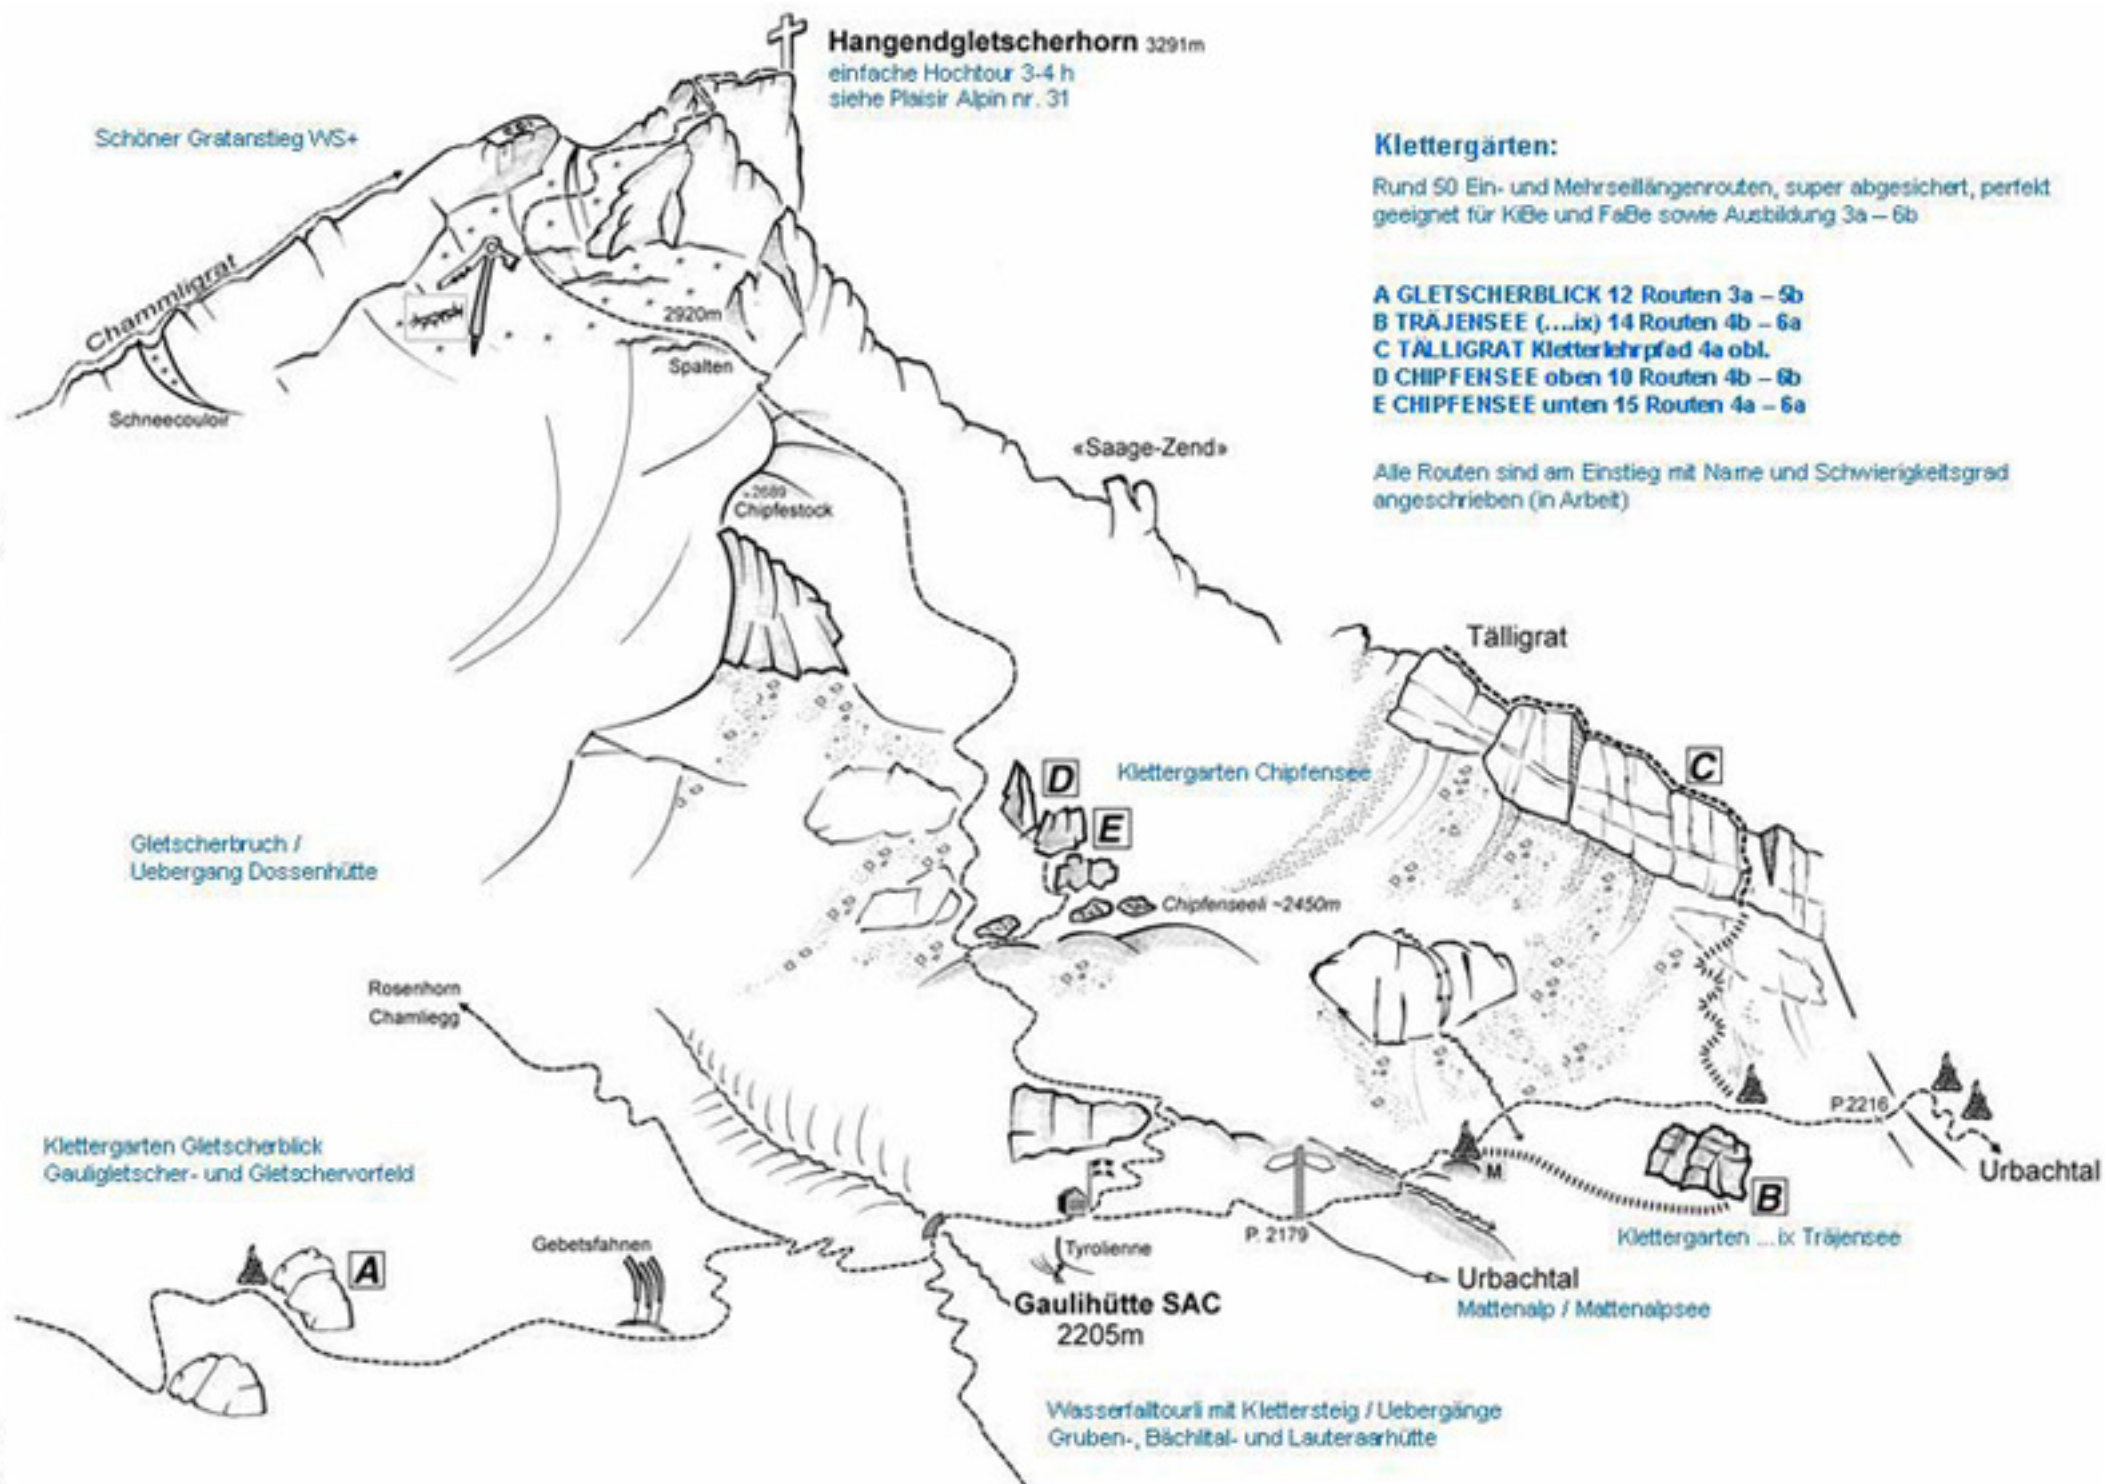 Hangendgletscherhorn 3291m
einfache Hochtour 3-4 h
siehe Plaisir Alpin nr. 31
Schöner Gratanstieg WS+
Klettergärten:
Rund 50 Ein- und Mehrseillängenrouten, super abgesichert, perfekt
geeignet für KiBe und FaBe sowie Ausbildung 3a – 6b
A GLETSCHERBLICK 12 Routen 3a – 5b
B TRÄJENSEE (....ix) 14 Routen 4b – 6a
C TÄLLIGRAT Kletterlehrpfad 4a obl.
D CHIPFENSEE oben 10 Routen 4b – 6b
E CHIPFENSEE unten 15 Routen 4a – 6a
Alle Routen sind am Einstieg mit Name und Schwierigkeitsgrad
angeschrieben (in Arbeit)
Chammligrat
Schneecouloir
2920m
Spalten
«Saage-Zend»
2689
Chipfestock
Tälligrat
C
D
Klettergarten Chipfensee
E
Gletscherbruch /
Uebergang Dossenhütte
Chipfenseeli ~2450m
Rosenhorn
Chamliegg
P.2216
Urbachtal
Klettergarten Gletscherblick
Gauligletscher- und Gletschervorfeld
M
B
Klettergarten ...ix Träjensee
A
Gebetsfahnen
Tyrolienne
P. 2179
Urbachtal
Mattenalp / Mattenalpsee
Gaulihütte SAC
2205m
Wasserfalltourli mit Klettersteig / Uebergänge
Gruben-, Bächlital- und Lauteraarhütte